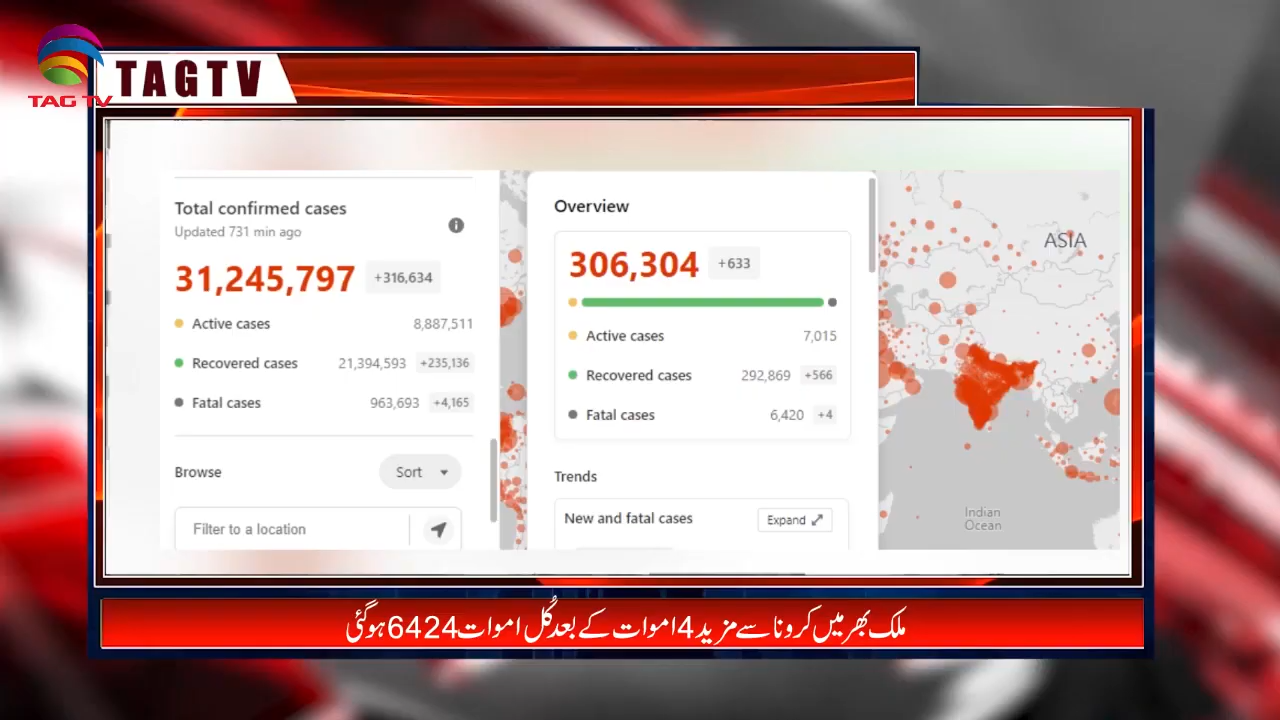 TAG TV
TAGTV
Total confirmed cases
Updated 731 min ago
31,245,797 +316,634
Active cases 8,887,511
Recovered cases 21,394,593 +235,136
Fatal cases 963,693 +4,165
Browse Sort
Filter to a location
Overview
306,304 +633
Active cases 7,015
Recovered cases 292,869 +566
Fatal cases 6,420 +4
Trends
New and fatal cases Expand
ASIA
Indian
Ocean
ملک بھر میں کرونا سے مزید 4 اموات کے بعد کُل اموات 6424 ہوگئی